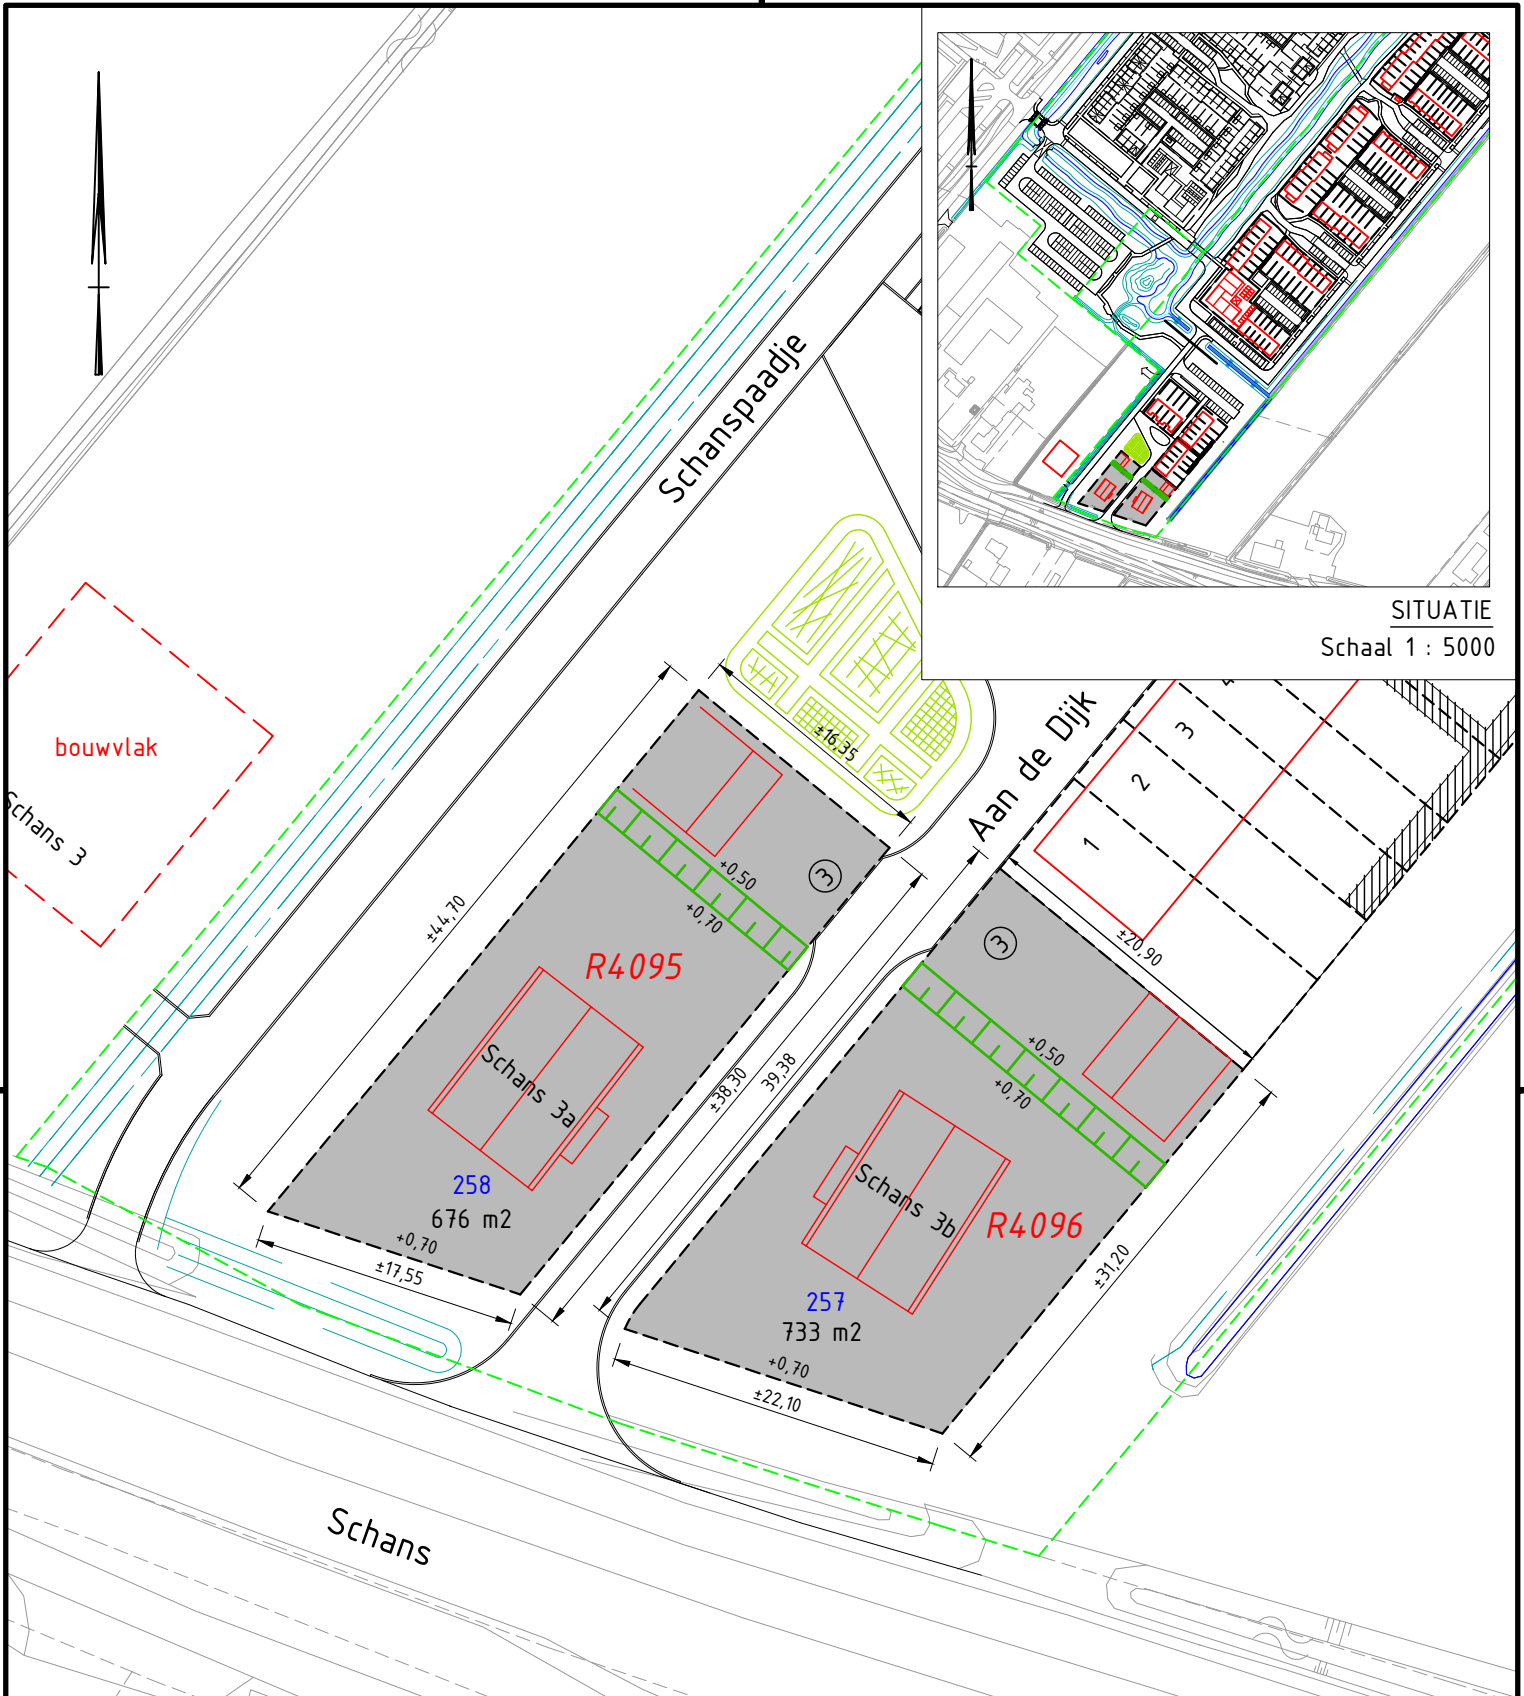 SITUATIE
Schaal 1 : 5000
Schanspaadje
Aan de Dijk
bouwvlak
Schans 3
±16,35
3
2
1
+0,50
+0,70
3
±44,70
R4095
Schans 3a
258
676 m2
+0,70
±17,55
±38,30
39,38
3
±20,90
+0,50
+0,70
Schans 3b
R4096
257
733 m2
+0,70
±22,10
±31,20
Schans